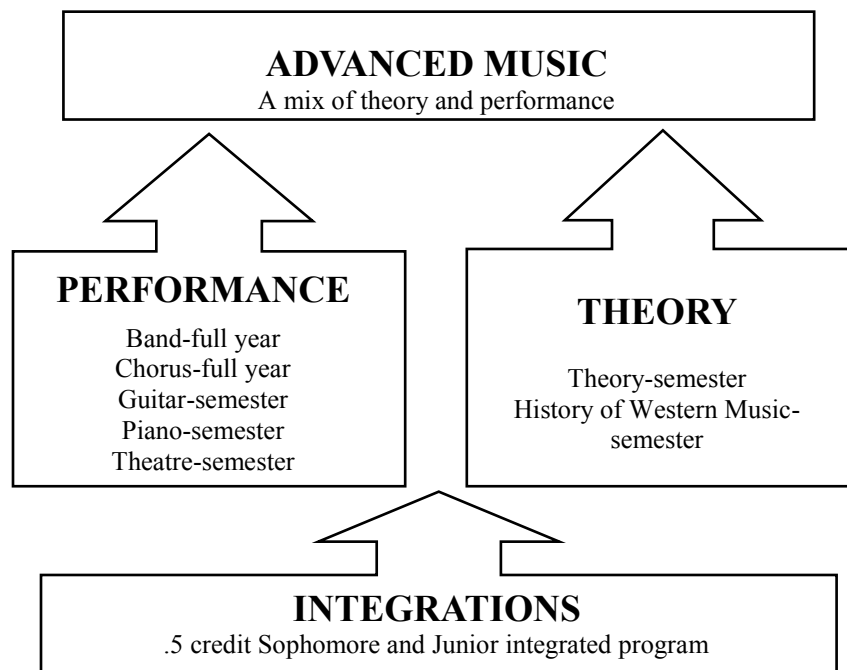 ADVANCED MUSIC
A mix of theory and performance
PERFORMANCE
Band-full year
Chorus-full year
Guitar-semester
Piano-semester
Theatre-semester
THEORY
Theory-semester
History of Western Music-
semester
INTEGRATIONS
.5 credit Sophomore and Junior integrated program